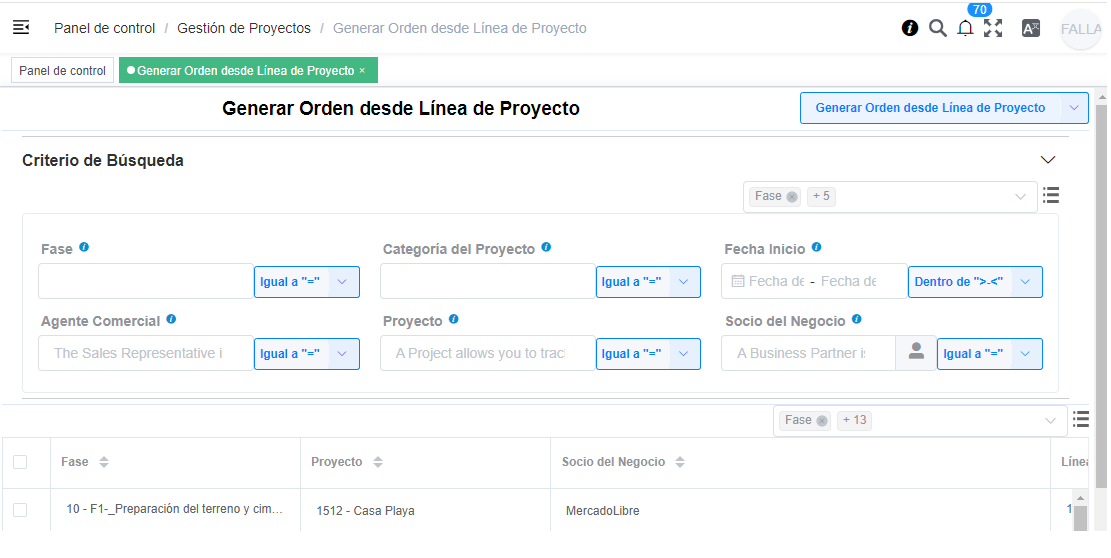 Panel de control / Gestión de Proyectos / Generar Orden desde Línea de Proyecto
70
FALLA
Panel de control
Generar Orden desde Línea de Proyecto ×
Generar Orden desde Línea de Proyecto
Generar Orden desde Línea de Proyecto
Criterio de Búsqueda
Fase + 5
Fase Categoría del Proyecto Fecha Inicio
Igual a "=" Igual a "=" Fecha de - Fecha de Dentro de ">-<"
Agente Comercial Proyecto Socio del Negocio
The Sales Representative i Igual a "=" A Project allows you to trac Igual a "=" A Business Partner is Igual a "="
Fase + 13
Fase Proyecto Socio del Negocio Línea
10 - F1-_Preparación del terreno y cim... 1512 - Casa Playa MercadoLibre 1